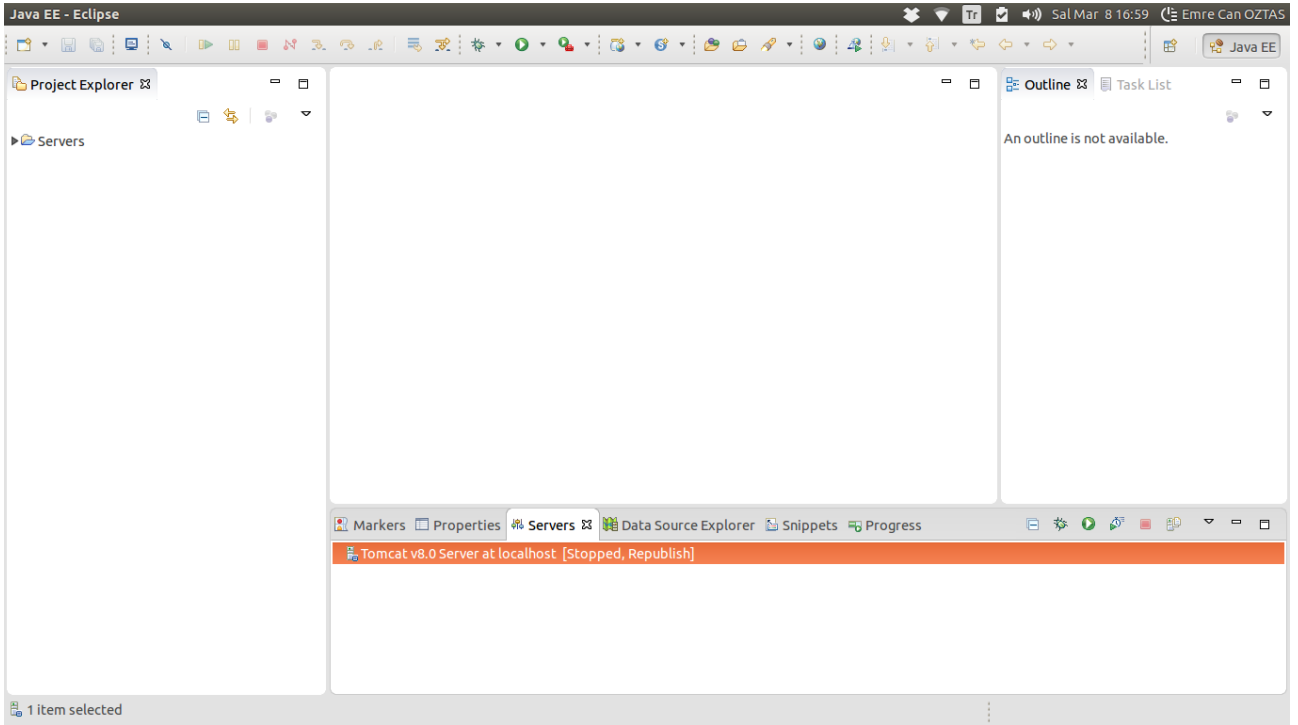 Java EE - Eclipse
Tr
Sal Mar 8 16:59
Emre Can OZTAS
Java EE
Project Explorer
Outline
Task List
Servers
An outline is not available.
Markers
Properties
Servers
Data Source Explorer
Snippets
Progress
Tomcat v8.0 Server at localhost [Stopped, Republish]
1 item selected